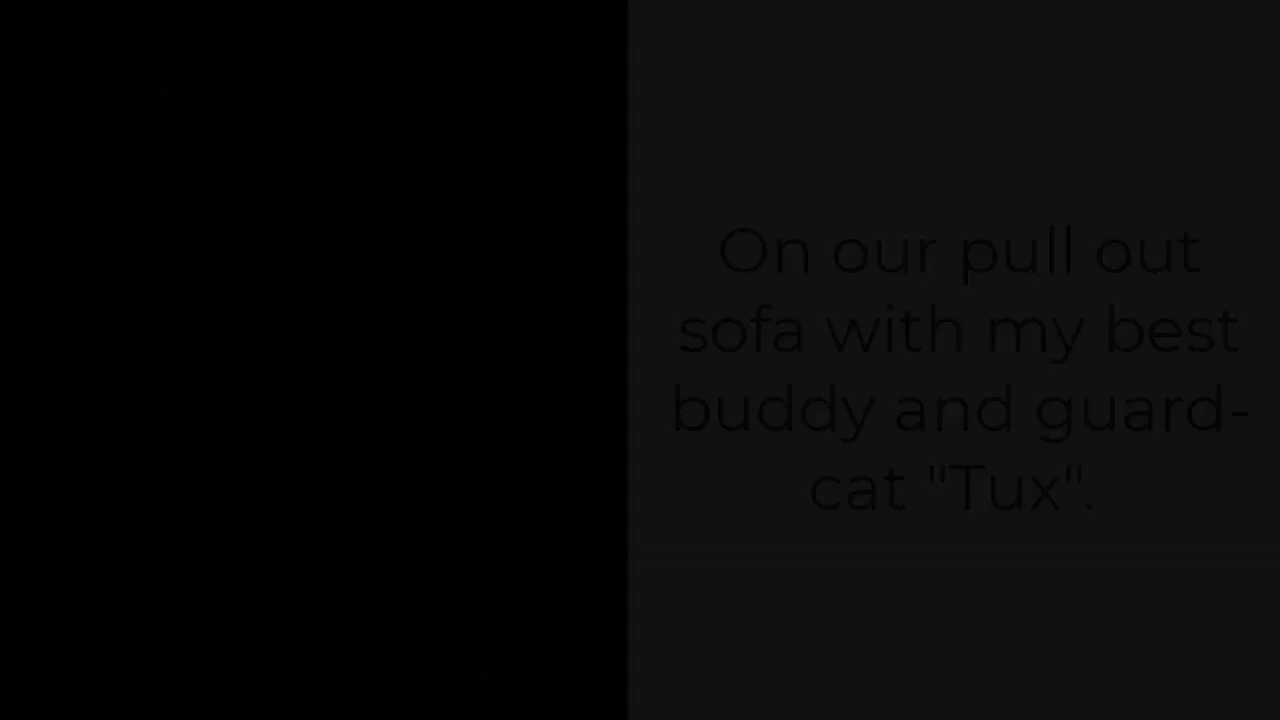 On our pull out
sofa with my best
buddy and guard-
cat "Tux".